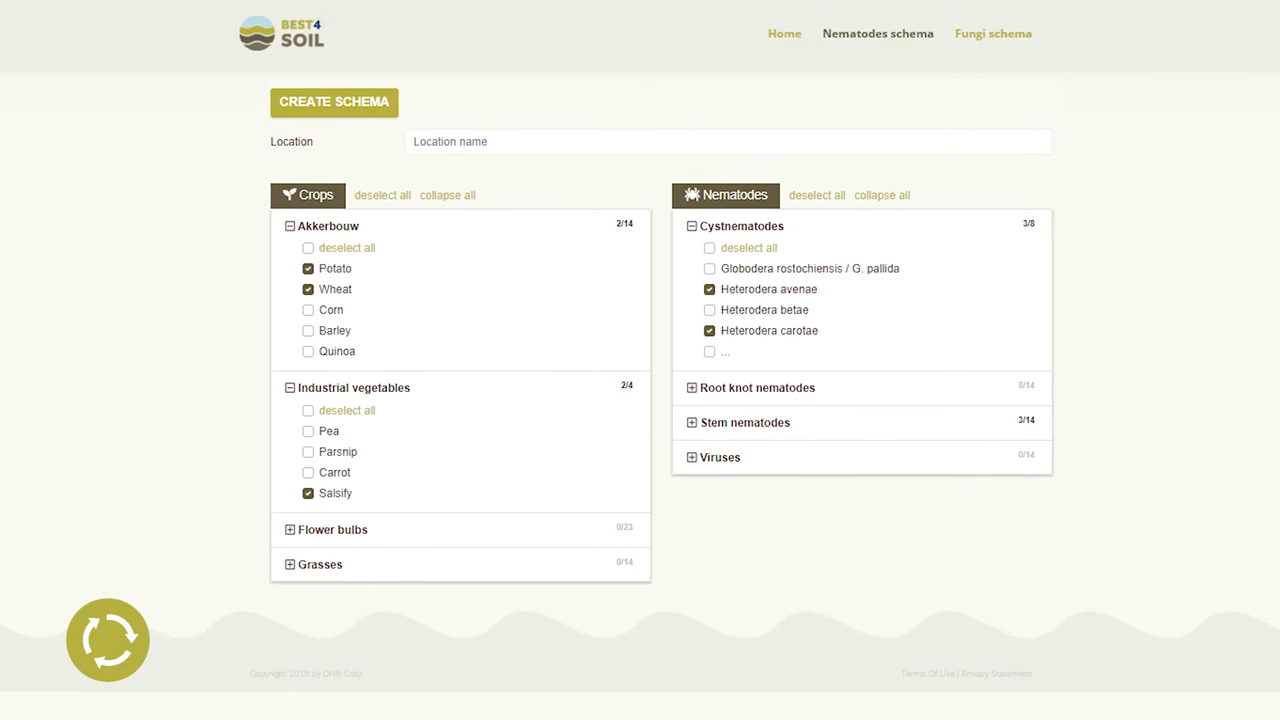 BEST4
SOIL
Home Nematodes schema Fungi schema
CREATE SCHEMA
Location Location name
Crops deselect all collapse all
Akkerbouw 2/14
deselect all
Potato
Wheat
Corn
Barley
Quinoa
Industrial vegetables 2/4
deselect all
Pea
Parsnip
Carrot
Salsify
Flower bulbs 0/23
Grasses 0/14
Nematodes deselect all collapse all
Cystnematodes 3/8
deselect all
Globodera rostochiensis / G. pallida
Heterodera avenae
Heterodera betae
Heterodera carotae
...
Root knot nematodes 0/14
Stem nematodes 3/14
Viruses 0/14
Copyright 2019 by DNN Corp
Terms Of Use | Privacy Statement